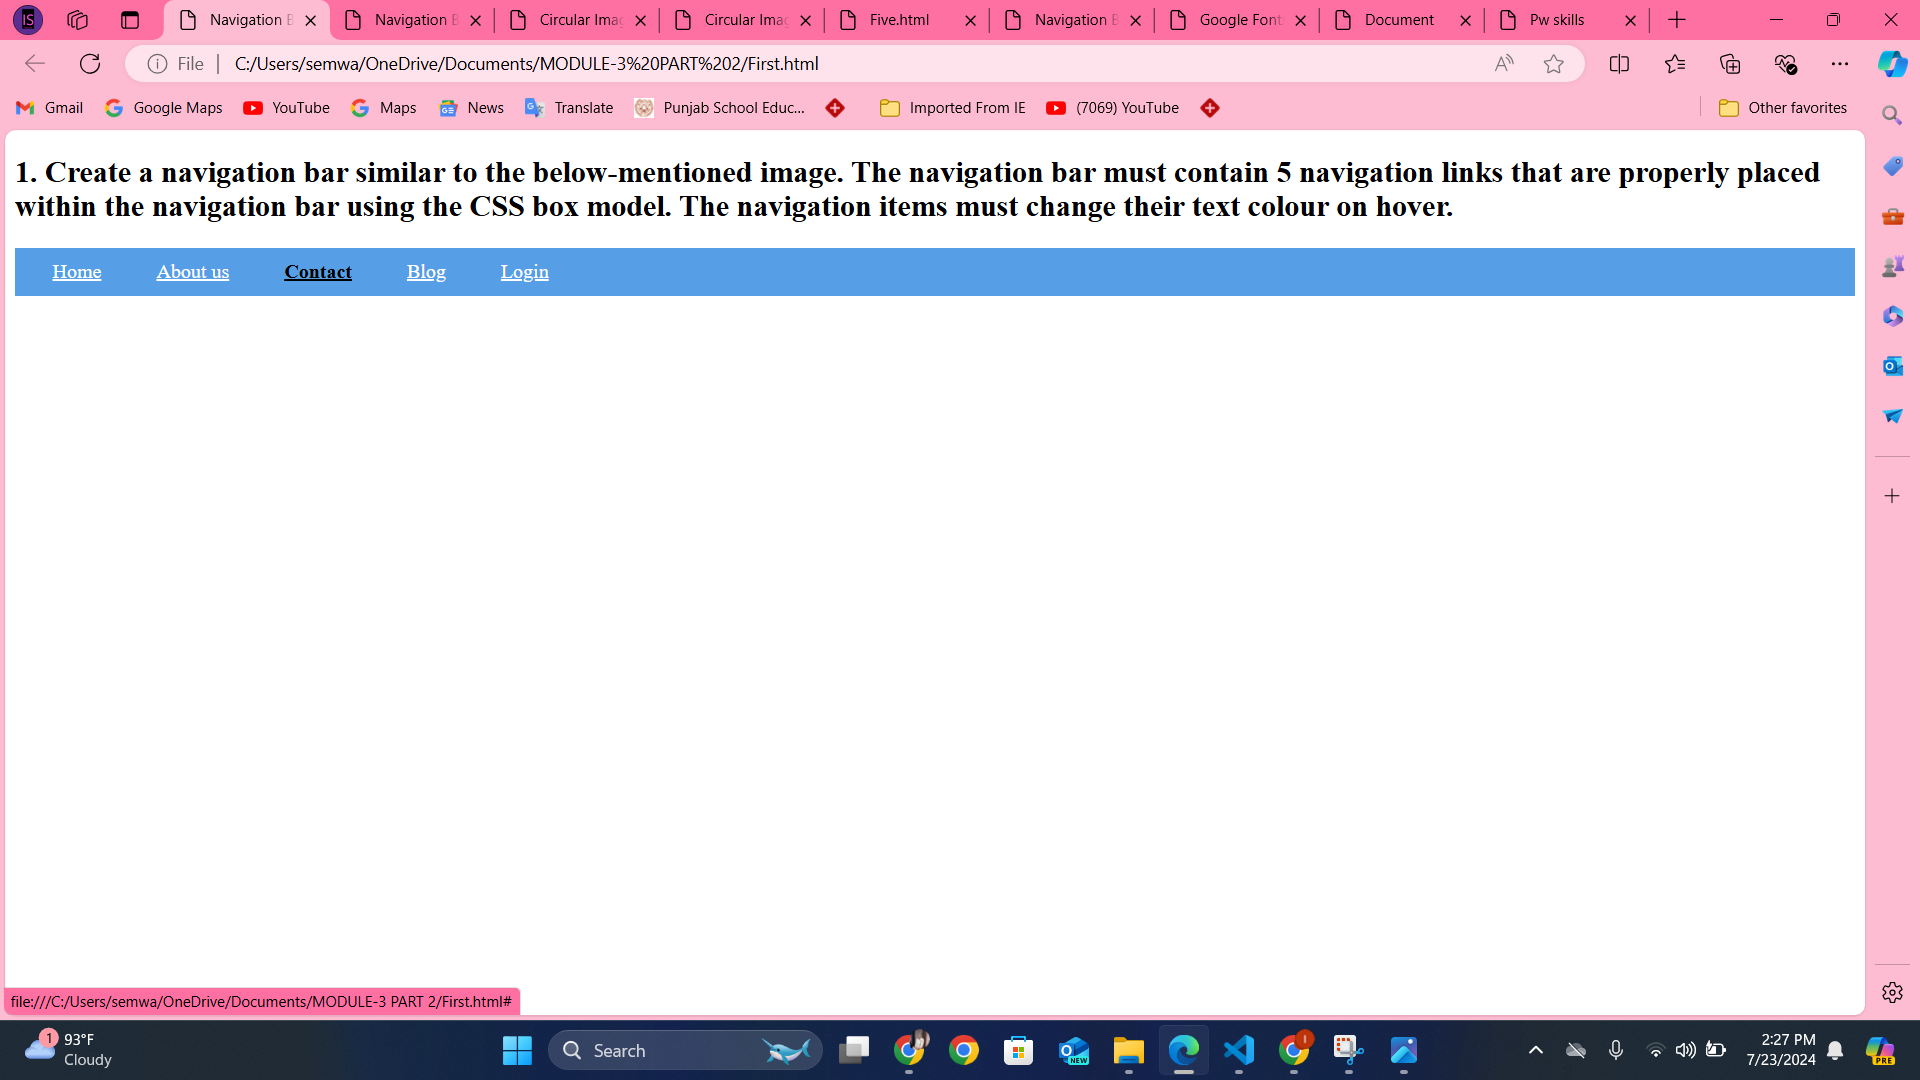 IS
Navigation B
Navigation B
Circular Imag
Circular Imag
Five.html
Navigation B
Google Font
Document
Pw skills
File
C:/Users/semwa/OneDrive/Documents/MODULE-3%20PART%202/First.html
Gmail
Google Maps
YouTube
Maps
News
Translate
Punjab School Educ...
Imported From IE
(7069) YouTube
Other favorites
1. Create a navigation bar similar to the below-mentioned image. The navigation bar must contain 5 navigation links that are properly placed
within the navigation bar using the CSS box model. The navigation items must change their text colour on hover.
Home About us Contact Blog Login
file:///C:/Users/semwa/OneDrive/Documents/MODULE-3 PART 2/First.html#
1
93°F
Cloudy
Search
NEW
2:27 PM
7/23/2024
PRE